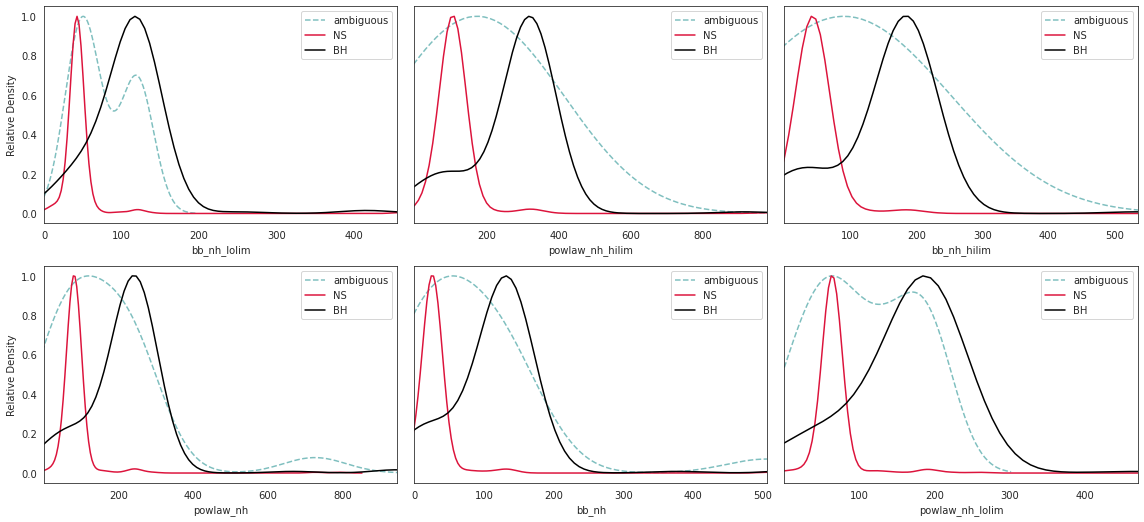 Relative Density
1.0
0.8
0.6
0.4
0.2
0.0
ambiguous
NS
BH
0 100 200 300 400
bb_nh_lolim
ambiguous
NS
BH
200 400 600 800
powlaw_nh_hilim
ambiguous
NS
BH
100 200 300 400 500
bb_nh_hilim
Relative Density
1.0
0.8
0.6
0.4
0.2
0.0
ambiguous
NS
BH
200 400 600 800
powlaw_nh
ambiguous
NS
BH
0 100 200 300 400 500
bb_nh
ambiguous
NS
BH
100 200 300 400
powlaw_nh_lolim